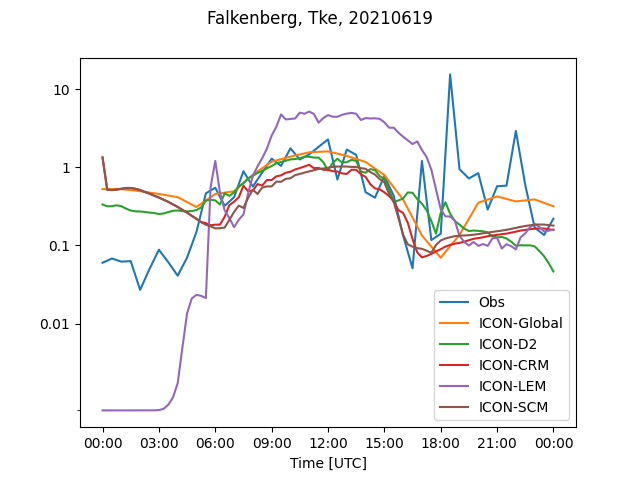 Falkenberg, Tke, 20210619
10
1
0.1
0.01
Obs
ICON-Global
ICON-D2
ICON-CRM
ICON-LEM
ICON-SCM
00:00 03:00 06:00 09:00 12:00 15:00 18:00 21:00 00:00
Time [UTC]